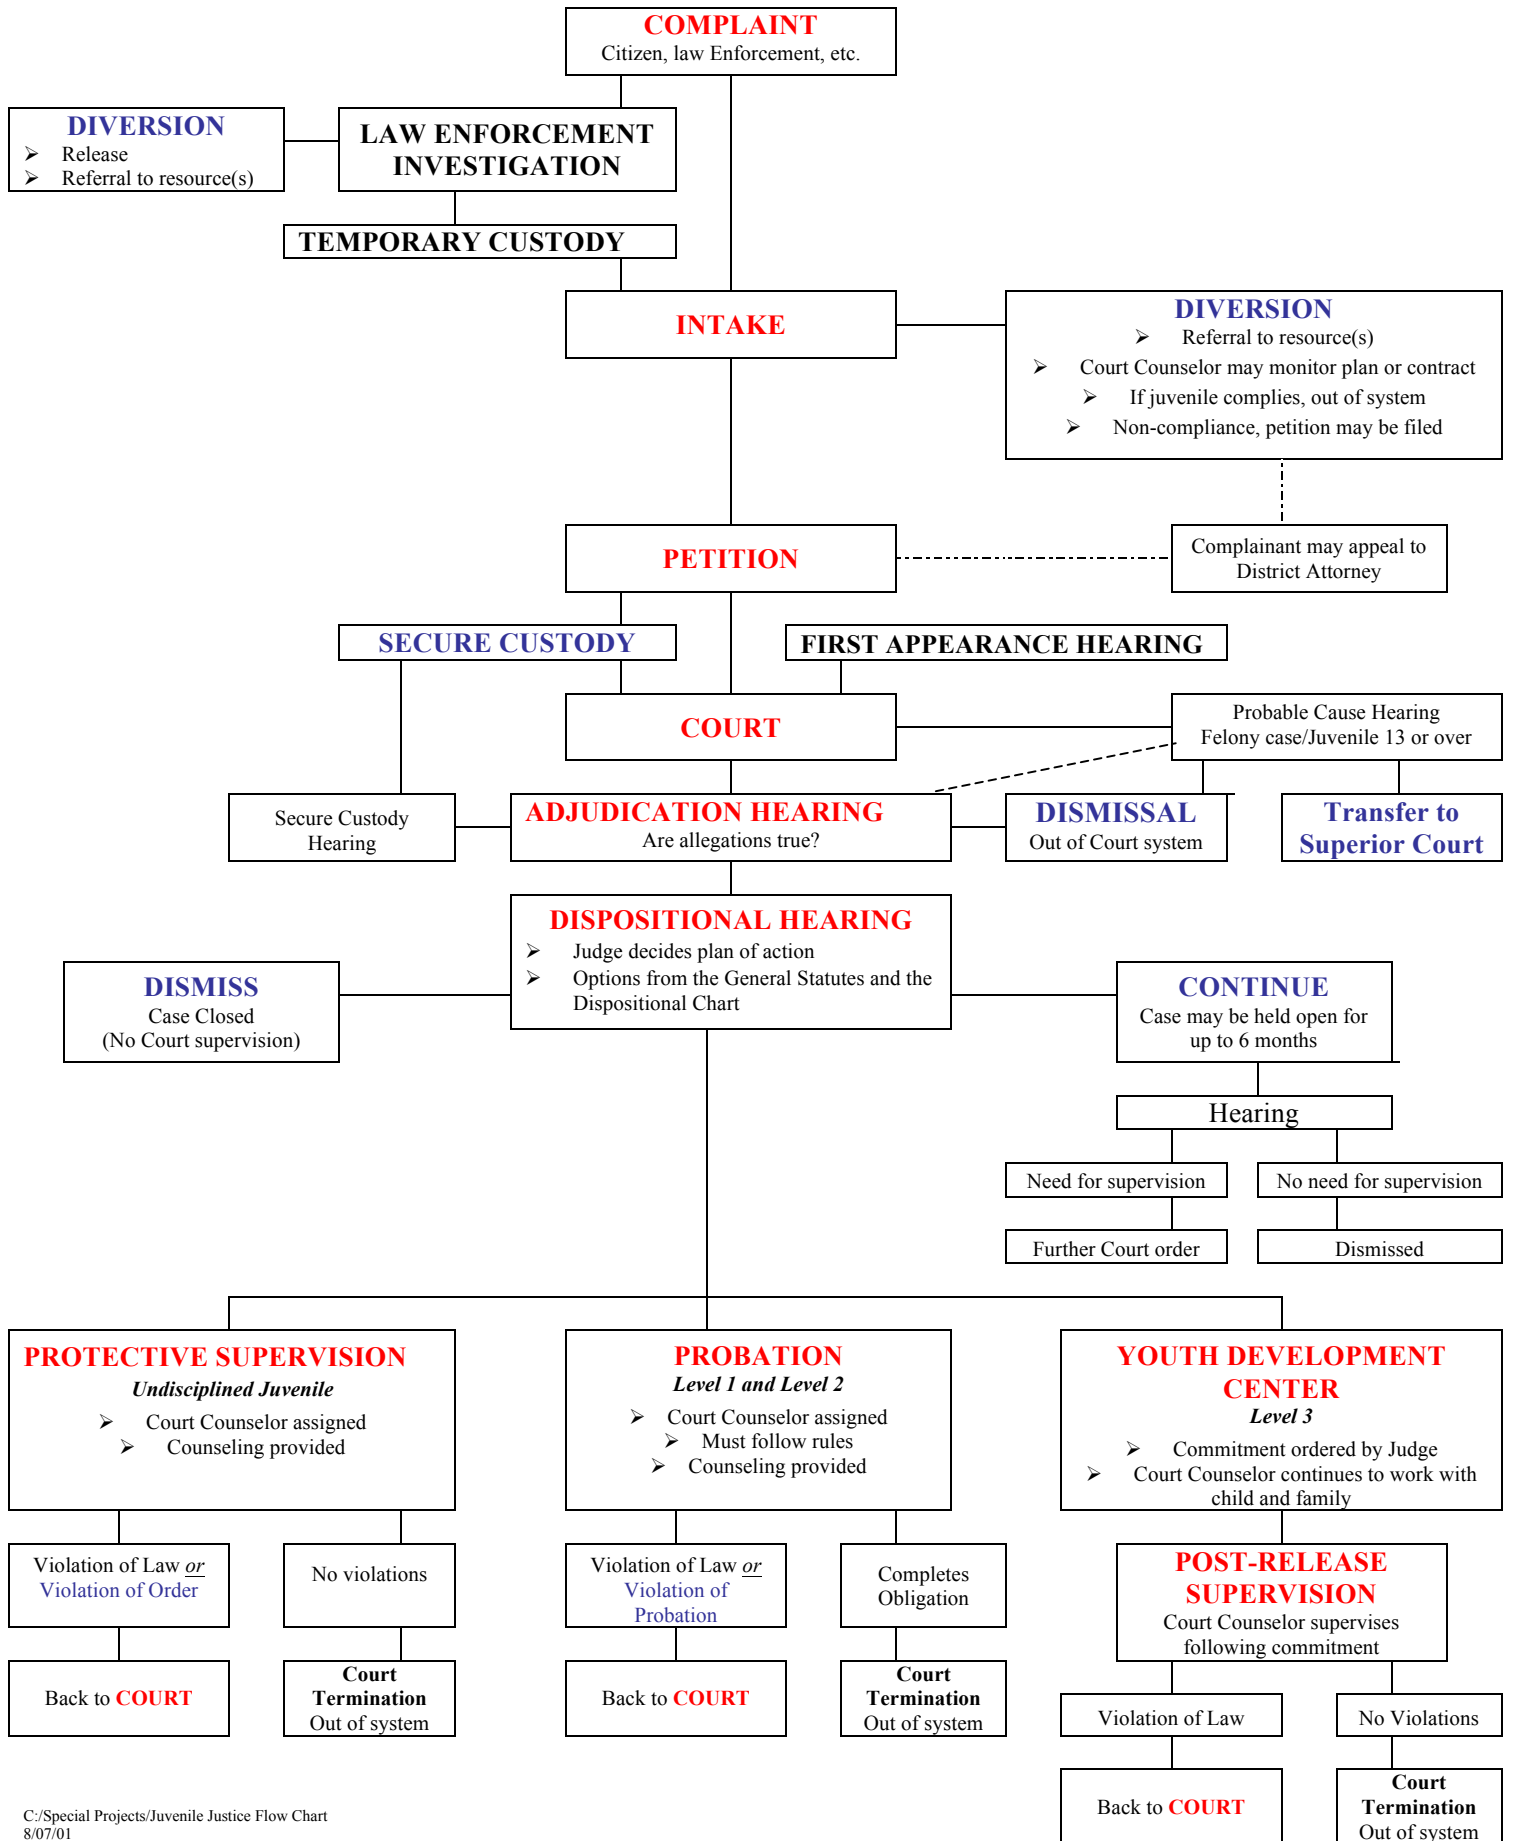 COMPLAINT
Citizen, law Enforcement, etc.
DIVERSION
➢ Release
➢ Referral to resource(s)
LAW ENFORCEMENT
INVESTIGATION
TEMPORARY CUSTODY
INTAKE
DIVERSION
➢ Referral to resource(s)
➢ Court Counselor may monitor plan or contract
➢ If juvenile complies, out of system
➢ Non-compliance, petition may be filed
PETITION
Complainant may appeal to
District Attorney
SECURE CUSTODY
FIRST APPEARANCE HEARING
COURT
Probable Cause Hearing
Felony case/Juvenile 13 or over
Secure Custody
Hearing
ADJUDICATION HEARING
Are allegations true?
DISMISSAL
Out of Court system
Transfer to
Superior Court
DISPOSITIONAL HEARING
➢ Judge decides plan of action
➢ Options from the General Statutes and the
Dispositional Chart
DISMISS
Case Closed
(No Court supervision)
CONTINUE
Case may be held open for
up to 6 months
Hearing
Need for supervision
No need for supervision
Further Court order
Dismissed
PROTECTIVE SUPERVISION
Undisciplined Juvenile
➢ Court Counselor assigned
➢ Counseling provided
PROBATION
Level 1 and Level 2
➢ Court Counselor assigned
➢ Must follow rules
➢ Counseling provided
YOUTH DEVELOPMENT
CENTER
Level 3
➢ Commitment ordered by Judge
➢ Court Counselor continues to work with
child and family
Violation of Law or
Violation of Order
No violations
Violation of Law or
Violation of
Probation
Completes
Obligation
POST-RELEASE
SUPERVISION
Court Counselor supervises
following commitment
Back to COURT
Court
Termination
Out of system
Back to COURT
Court
Termination
Out of system
Violation of Law
No Violations
Back to COURT
Court
Termination
Out of system
C:/Special Projects/Juvenile Justice Flow Chart
8/07/01